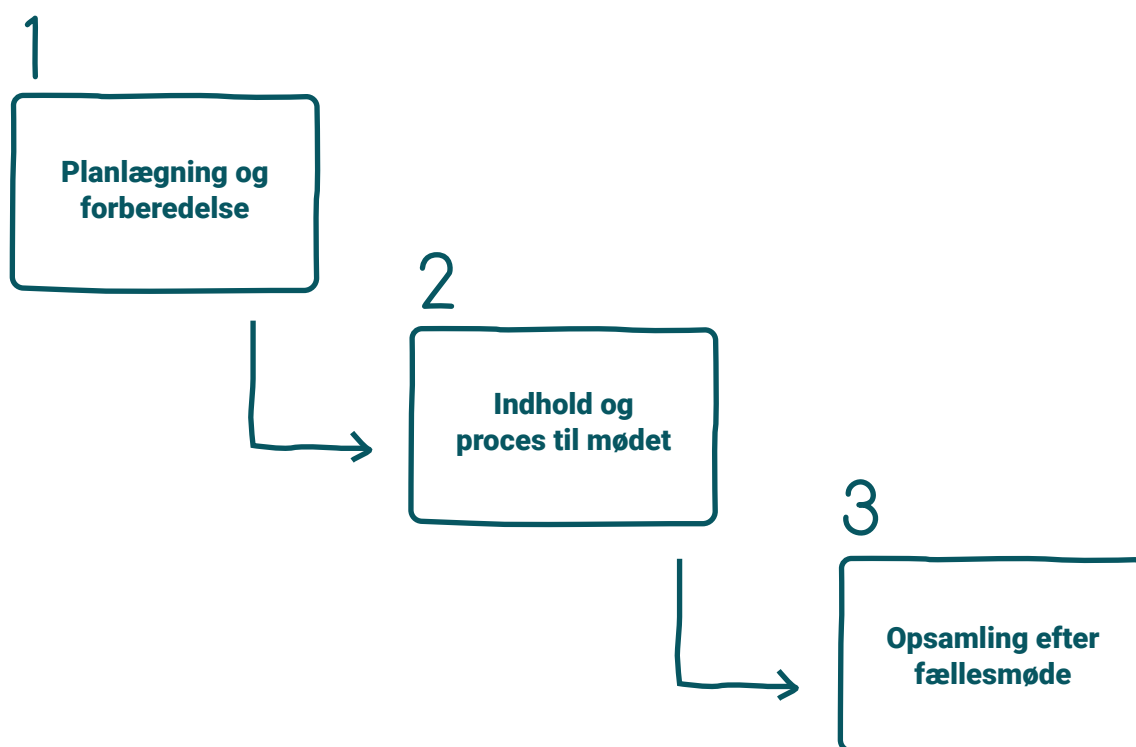 1
Planlægning og
forberedelse
2
Indhold og
proces til mødet
3
Opsamling efter
fællesmøde